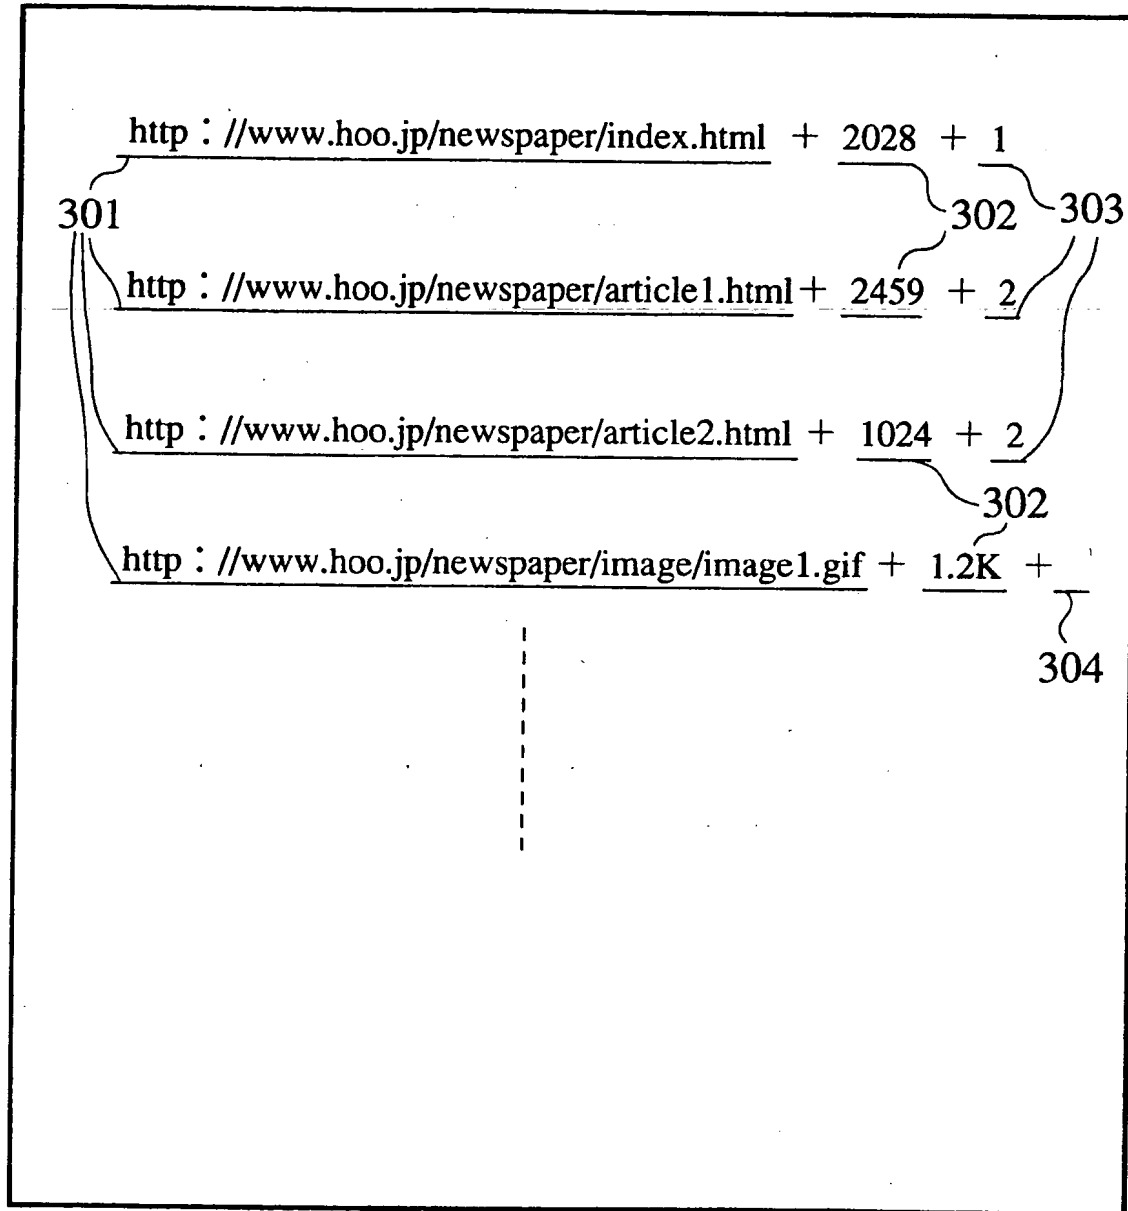 http : //www.hoo.jp/newspaper/index.html + 2028 + 1
301 302 303
http : //www.hoo.jp/newspaper/article1.html + 2459 + 2
http : //www.hoo.jp/newspaper/article2.html + 1024 + 2
302
http : //www.hoo.jp/newspaper/image/image1.gif + 1.2K +
304